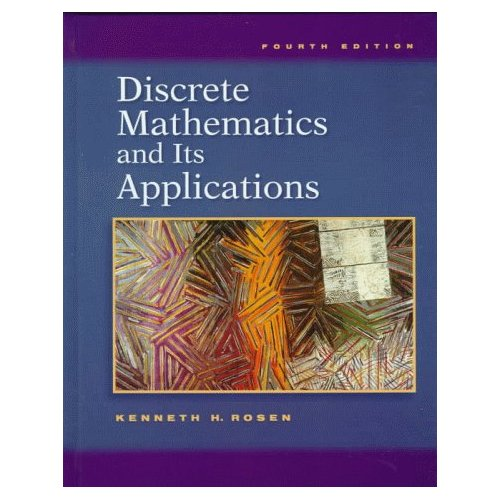 FOURTH EDITION
Discrete
Mathematics
and Its
Applications
KENNETH H. ROSEN